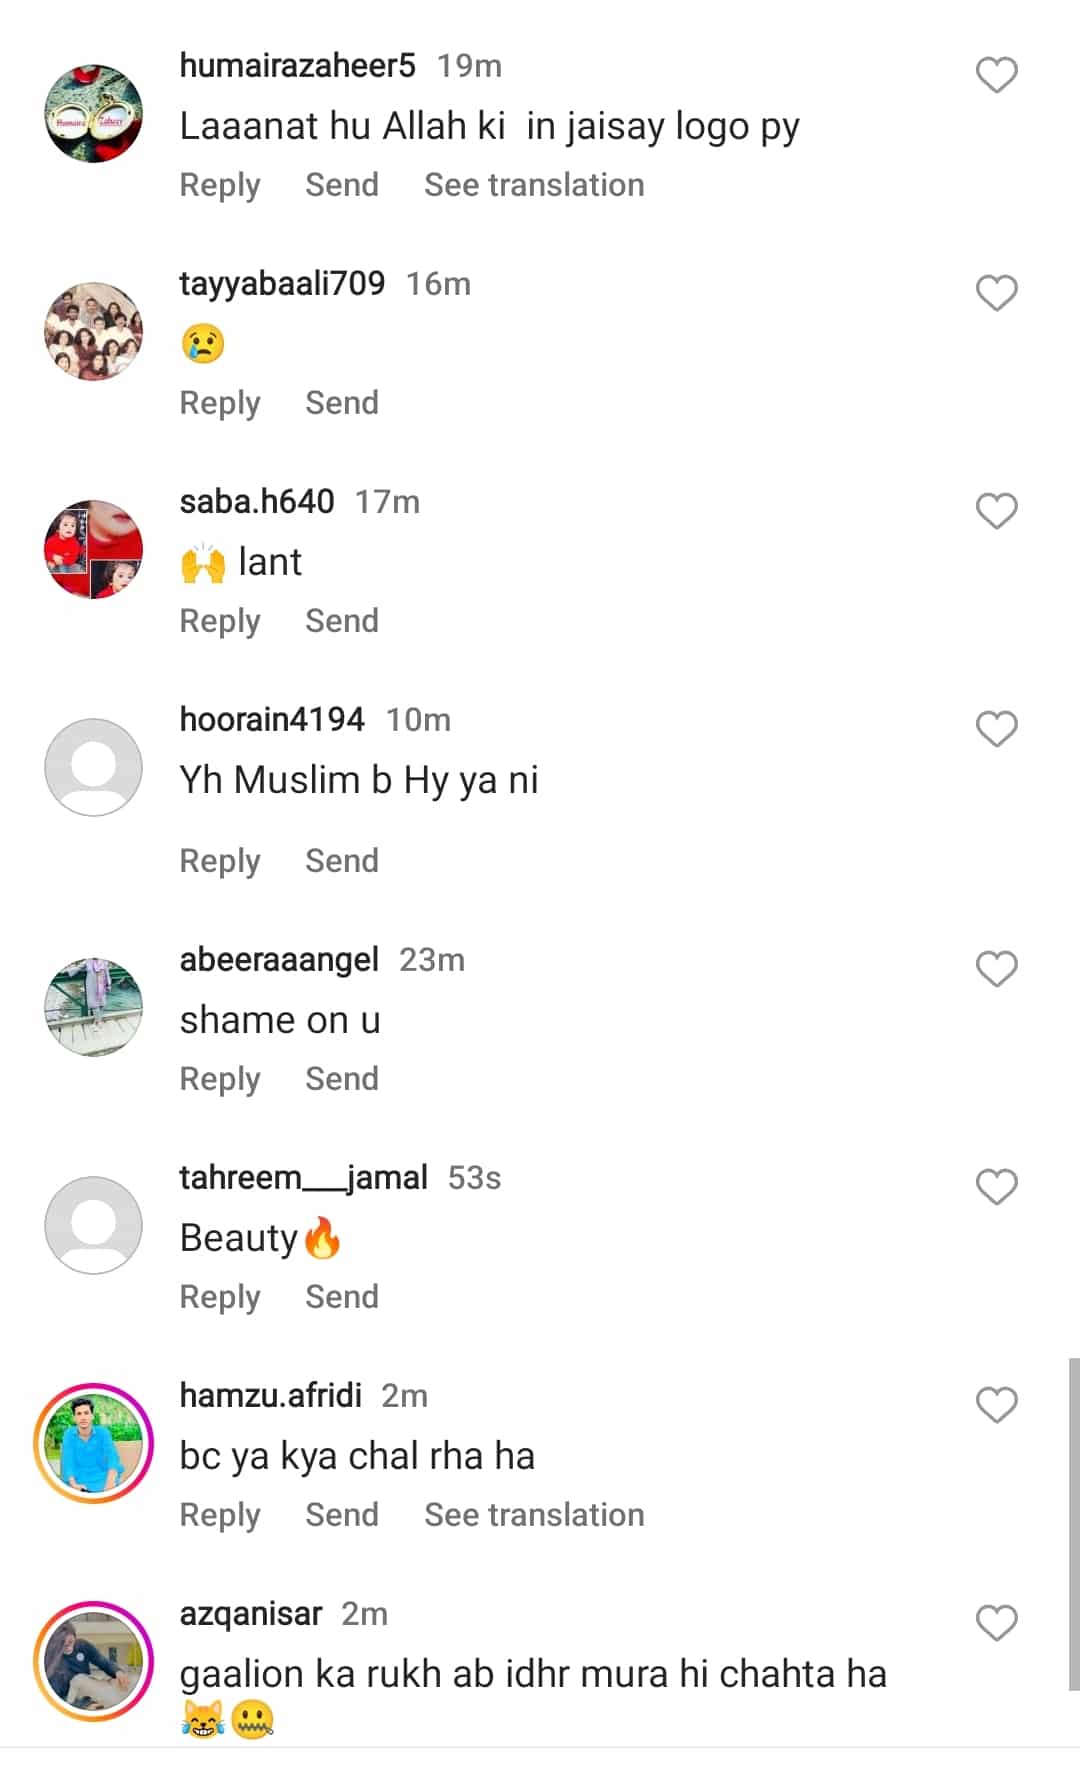 humairazaheer5 19m
Laaanat hu Allah ki in jaisay logo py
Reply Send See translation
tayyabaali709 16m
😢
Reply Send
saba.h640 17m
🙌 lant
Reply Send
hoorain4194 10m
Yh Muslim b Hy ya ni
Reply Send
abeeraaangel 23m
shame on u
Reply Send
tahreem___jamal 53s
Beauty🔥
Reply Send
hamzu.afridi 2m
bc ya kya chal rha ha
Reply Send See translation
azqanisar 2m
gaalion ka rukh ab idhr mura hi chahta ha
😹🤐